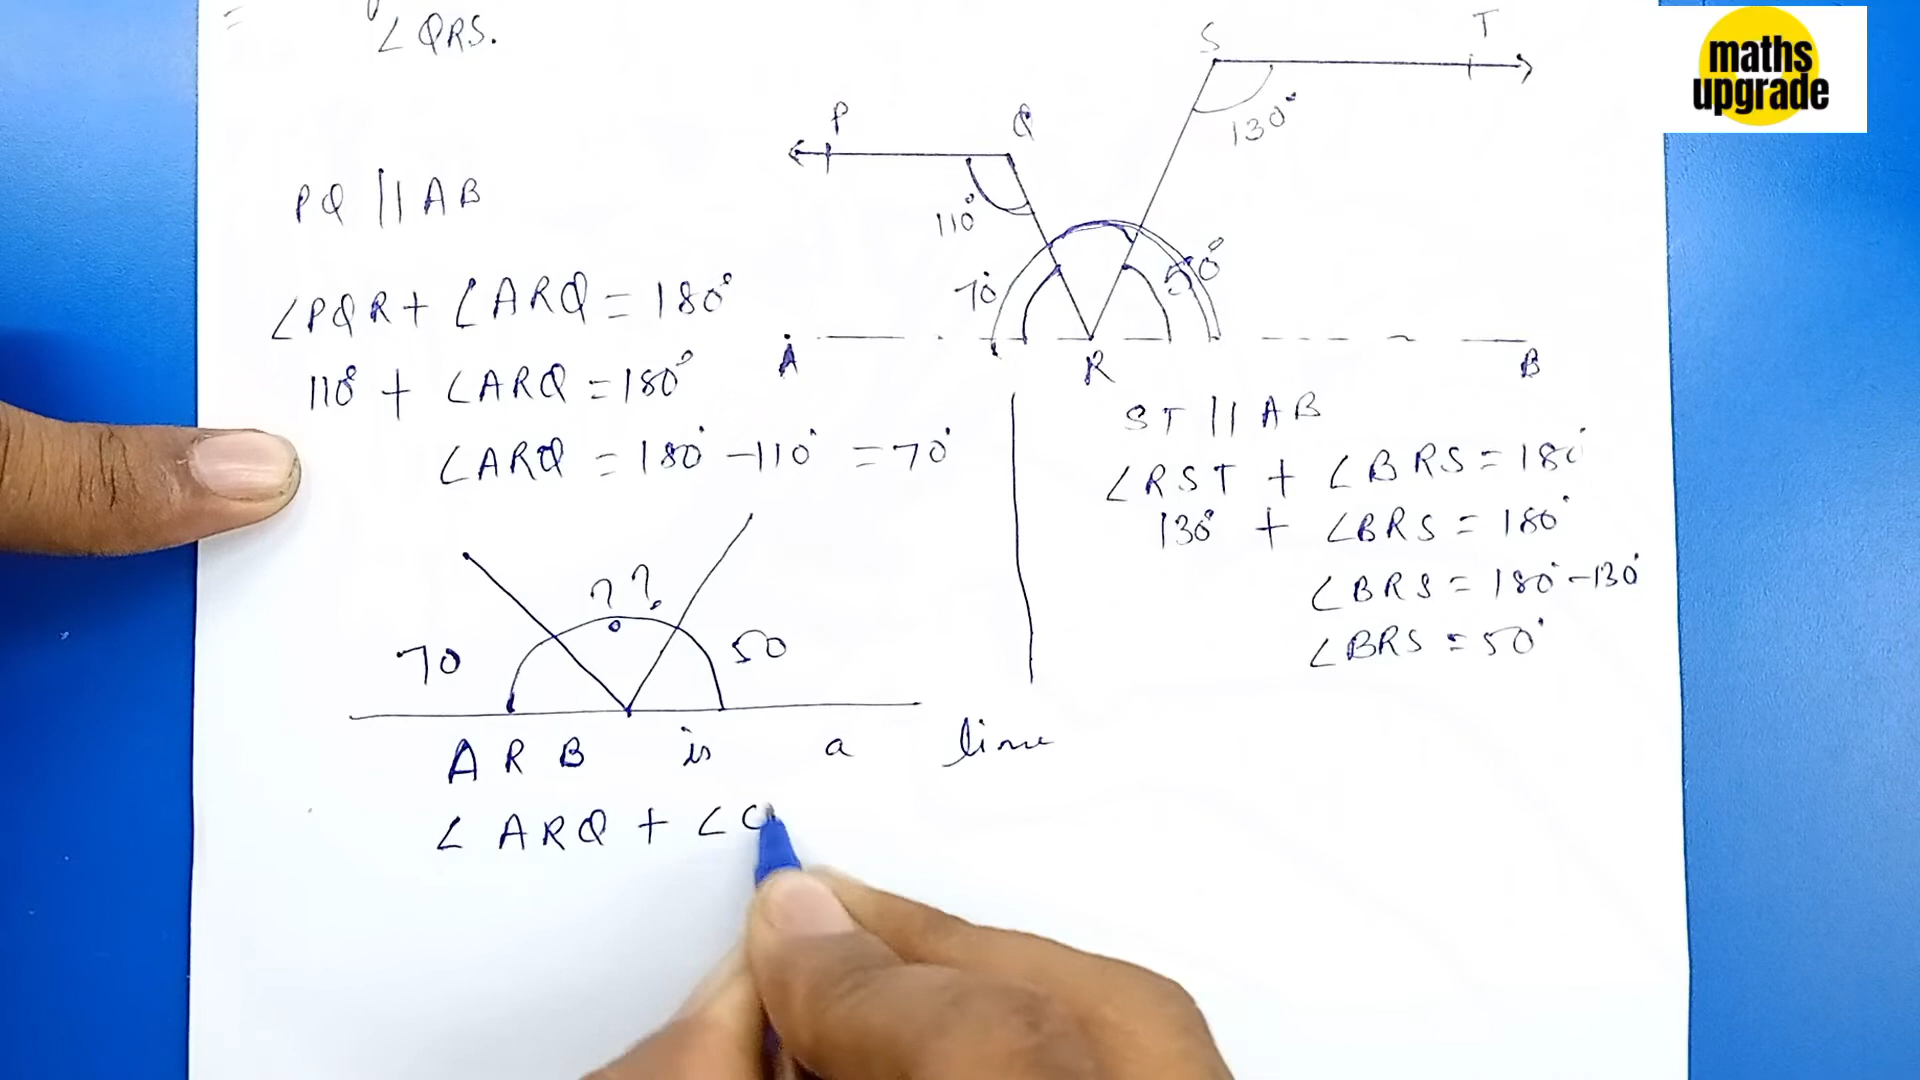 ∠QRS.
maths
upgrade
S
T
130°
P
Q
110°
70°
50°
A
R
B
PQ || AB
∠PQR + ∠ARQ = 180°
110° + ∠ARQ = 180°
∠ARQ = 180° - 110° = 70°
ST || AB
∠RST + ∠BRS = 180
130° + ∠BRS = 180°
∠BRS = 180° - 130°
∠BRS = 50°
??
70
50
ARB is a line
∠ARQ + ∠